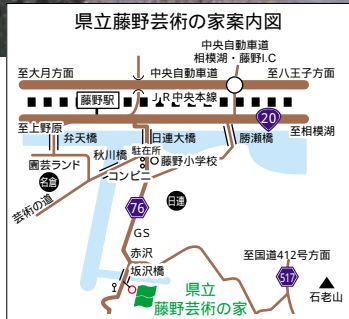 県立藤野芸術の家案内図
中央自動車道
相模湖・藤野I.C
至大月方面
中央自動車道
至八王子方面
藤野駅
JR中央本線
20
至上野原
弁天橋
日連大橋
勝瀬橋
至相模湖
園芸ランド
秋川橋
駐在所
藤野小学校
名倉
コンビニ
芸術の道
76
日連
GS
赤沢
坂沢橋
至国道412号方面
517
県立
藤野芸術の家
石老山